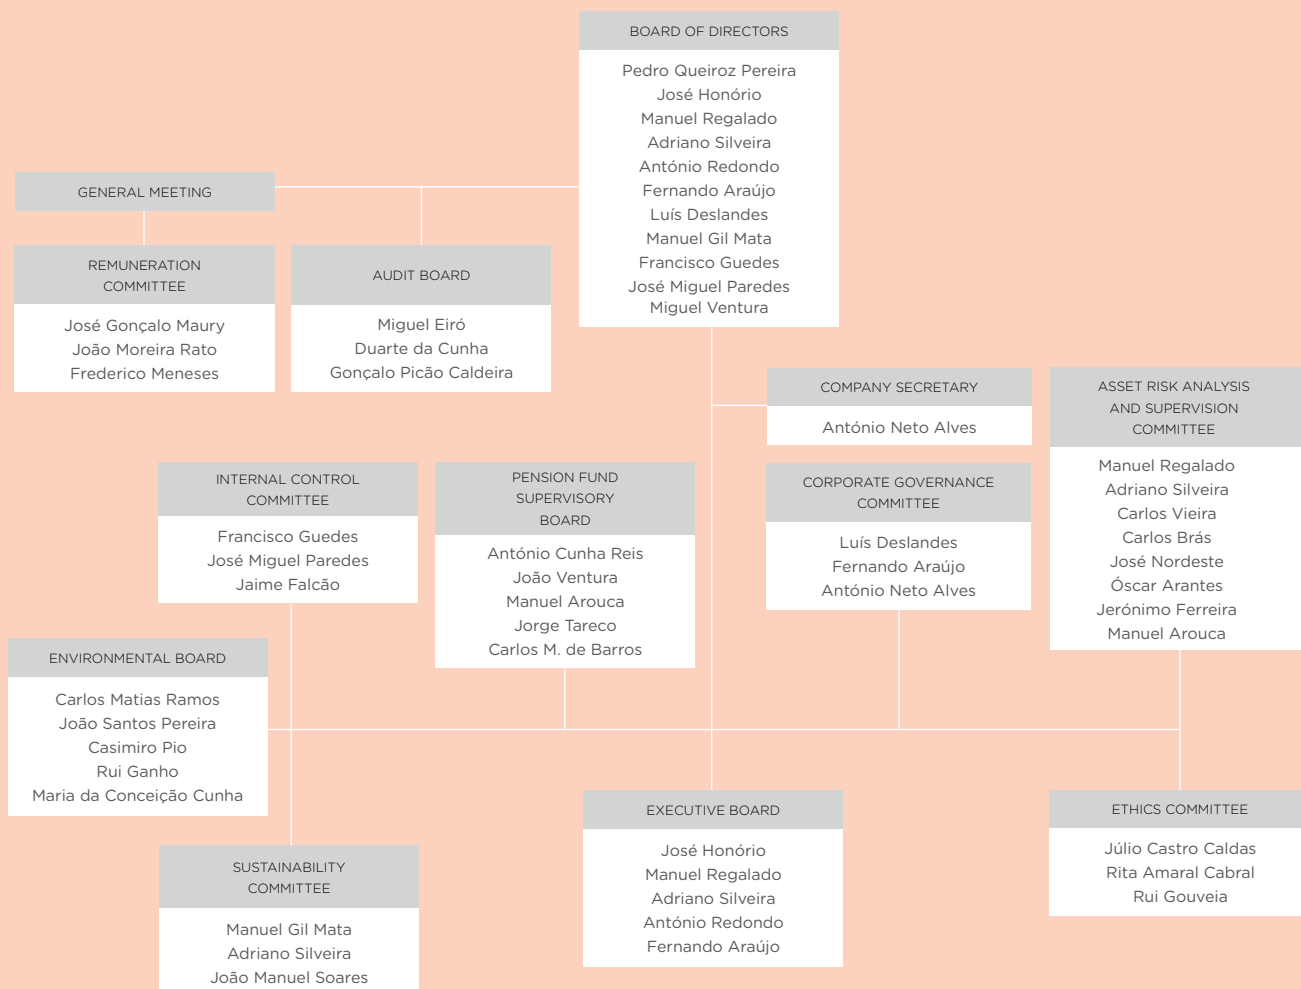 BOARD OF DIRECTORS
Pedro Queiroz Pereira
José Honório
Manuel Regalado
Adriano Silveira
António Redondo
Fernando Araújo
Luís Deslandes
Manuel Gil Mata
Francisco Guedes
José Miguel Paredes
Miguel Ventura
GENERAL MEETING
REMUNERATION
COMMITTEE
José Gonçalo Maury
João Moreira Rato
Frederico Meneses
AUDIT BOARD
Miguel Eiró
Duarte da Cunha
Gonçalo Picão Caldeira
COMPANY SECRETARY
António Neto Alves
ASSET RISK ANALYSIS
AND SUPERVISION
COMMITTEE
Manuel Regalado
Adriano Silveira
Carlos Vieira
Carlos Brás
José Nordeste
Óscar Arantes
Jerónimo Ferreira
Manuel Arouca
INTERNAL CONTROL
COMMITTEE
Francisco Guedes
José Miguel Paredes
Jaime Falcão
PENSION FUND
SUPERVISORY
BOARD
António Cunha Reis
João Ventura
Manuel Arouca
Jorge Tareco
Carlos M. de Barros
CORPORATE GOVERNANCE
COMMITTEE
Luís Deslandes
Fernando Araújo
António Neto Alves
ENVIRONMENTAL BOARD
Carlos Matias Ramos
João Santos Pereira
Casimiro Pio
Rui Ganho
Maria da Conceição Cunha
EXECUTIVE BOARD
José Honório
Manuel Regalado
Adriano Silveira
António Redondo
Fernando Araújo
ETHICS COMMITTEE
Júlio Castro Caldas
Rita Amaral Cabral
Rui Gouveia
SUSTAINABILITY
COMMITTEE
Manuel Gil Mata
Adriano Silveira
João Manuel Soares